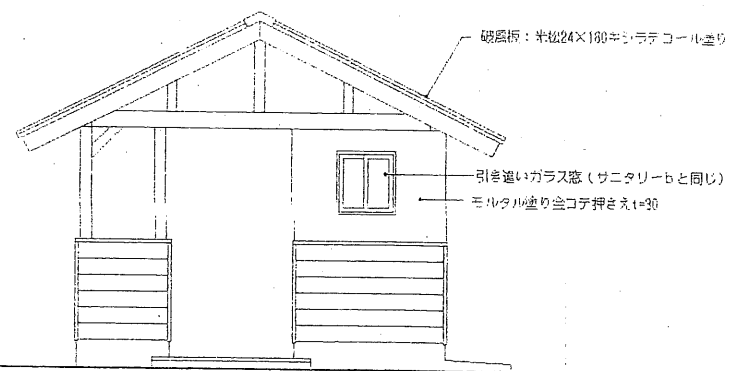 破風板：米松24×180キシラデコール塗り
引き違いガラス窓（サニタリーbと同じ）
モルタル塗り金コテ押さえt=30